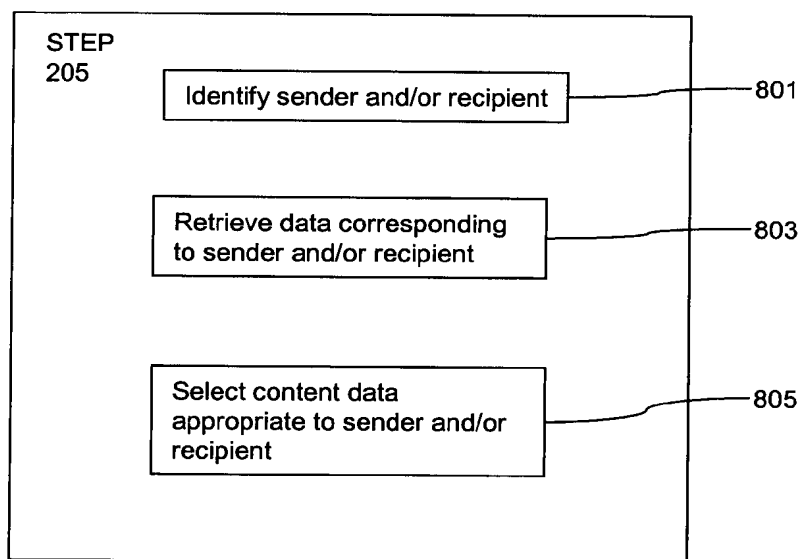 STEP
205
Identify sender and/or recipient
801
Retrieve data corresponding
to sender and/or recipient
803
Select content data
appropriate to sender and/or
recipient
805